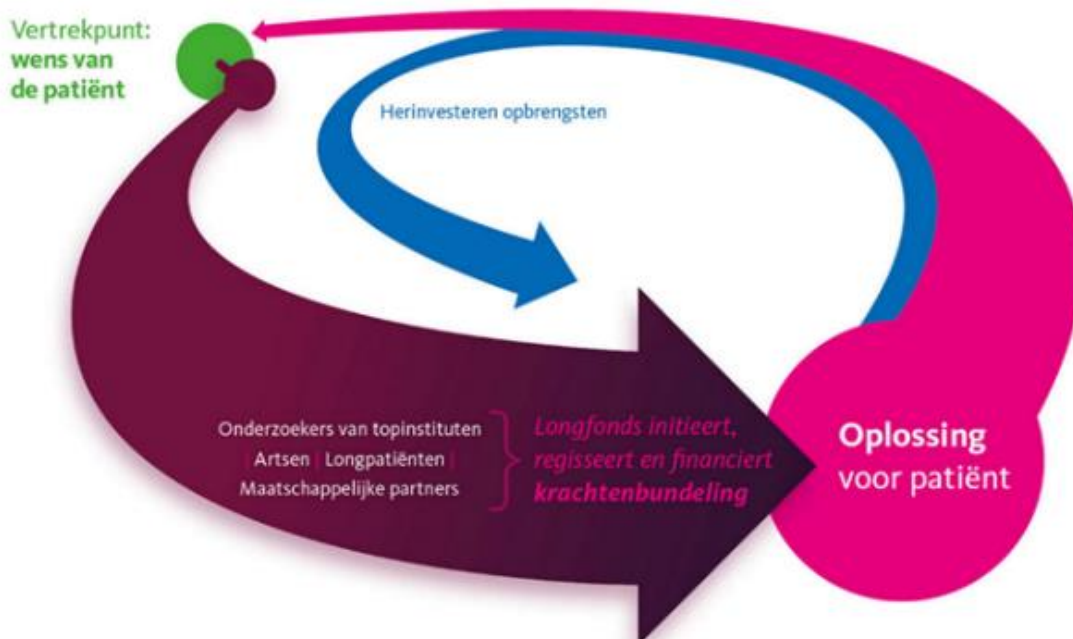 Vertrekpunt:
wens van
de patiënt
Herinvesteren opbrengsten
Onderzoekers van topinstituten
| Artsen | Longpatiënten |
Maatschappelijke partners
Longfonds initieert,
regisseert en financiert
krachtenbundeling
Oplossing
voor patiënt